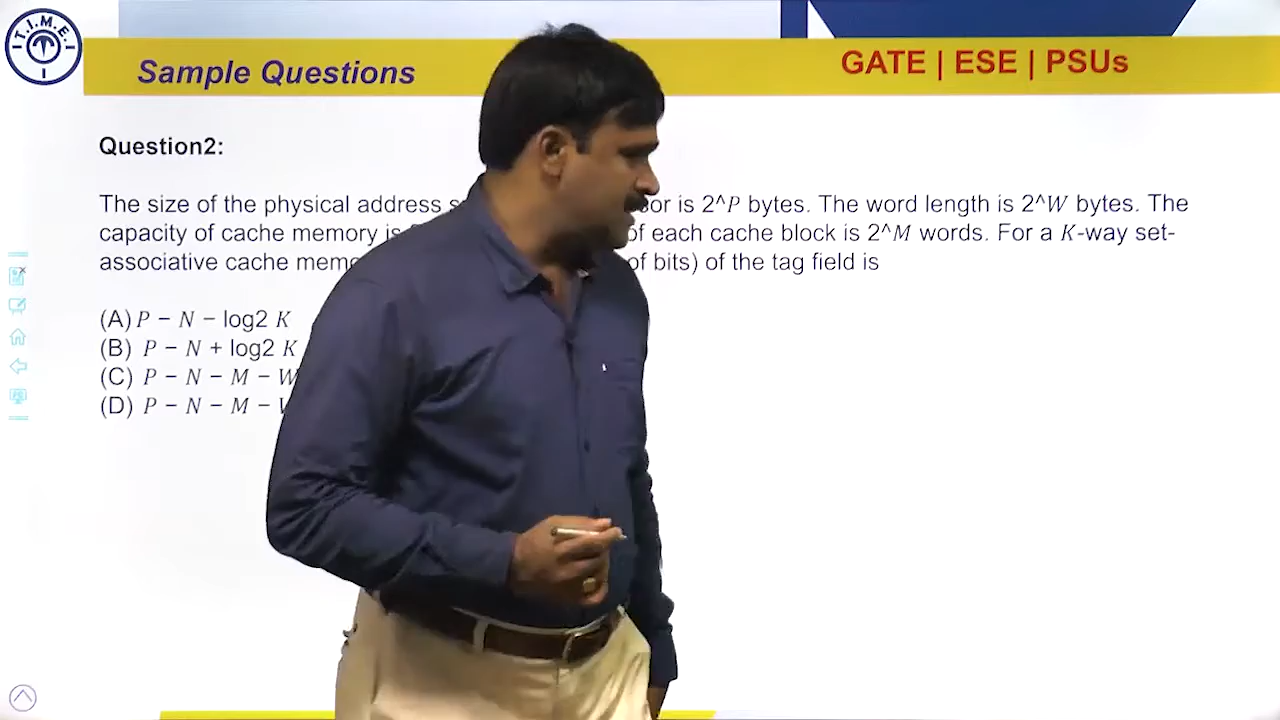 I.T.I.M.E.I
Sample Questions
GATE | ESE | PSUs
Question2:
The size of the physical address is 2^P bytes. The word length is 2^W bytes. The
capacity of cache memory is of each cache block is 2^M words. For a K-way set-
associative cache of bits) of the tag field is
(A) P − N − log2 K
(B) P − N + log2 K
(C) P − N − M − W
(D) P − N − M −